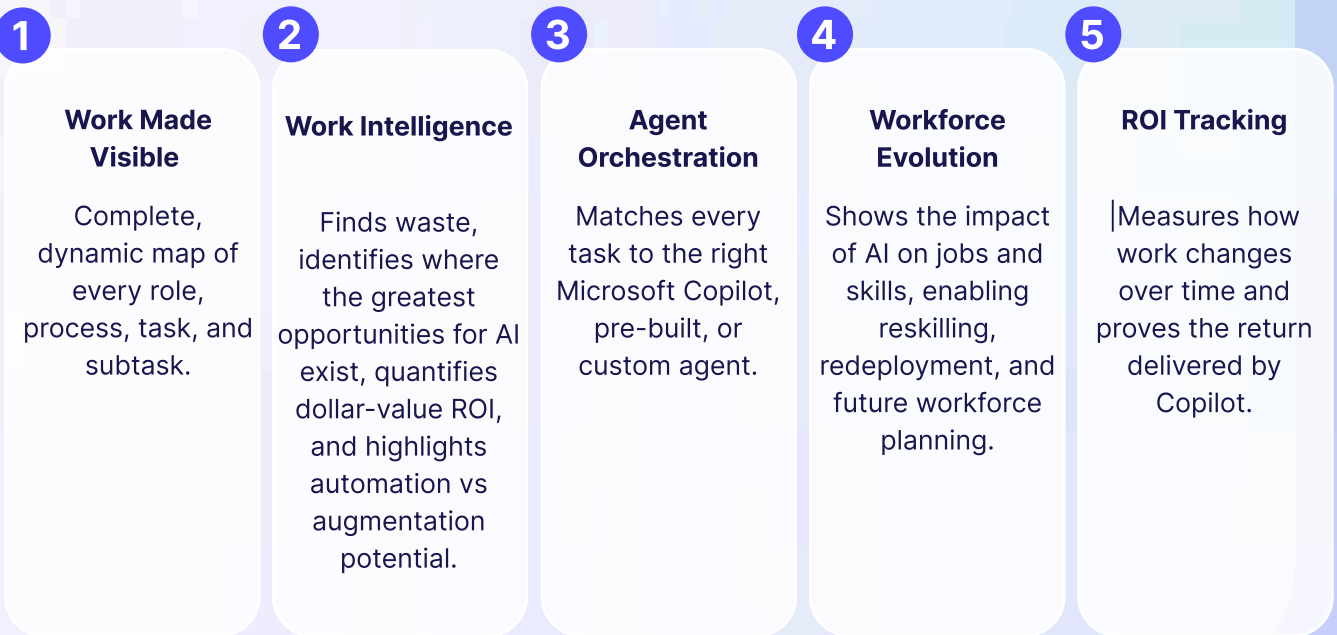 1
Work Made
Visible
Complete,
dynamic map of
every role,
process, task, and
subtask.
2
Work Intelligence
Finds waste,
identifies where
the greatest
opportunities for AI
exist, quantifies
dollar-value ROI,
and highlights
automation vs
augmentation
potential.
3
Agent
Orchestration
Matches every
task to the right
Microsoft Copilot,
pre-built, or
custom agent.
4
Workforce
Evolution
Shows the impact
of AI on jobs and
skills, enabling
reskilling,
redeployment, and
future workforce
planning.
5
ROI Tracking
|Measures how
work changes
over time and
proves the return
delivered by
Copilot.